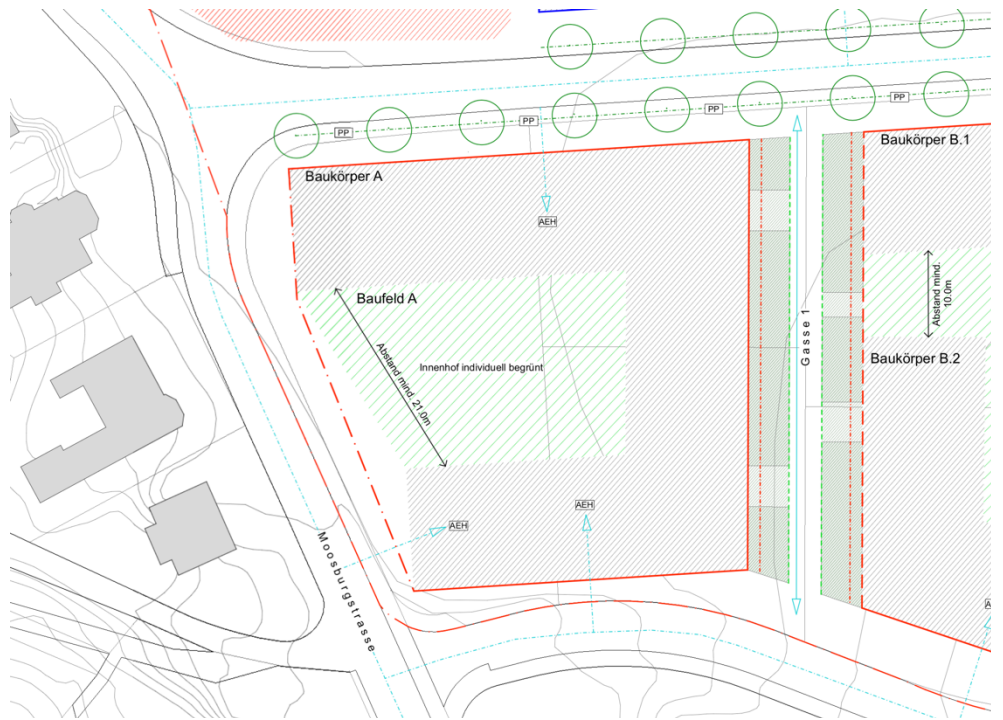 PP
PP
PP
PP
Baukörper A
Baukörper B.1
AEH
Baufeld A
Abstand mind. 21.0m
Innenhof individuell begrünt
Gasse 1
Abstand mind.
10.0m
Baukörper B.2
AEH
AEH
Moosburgstrasse